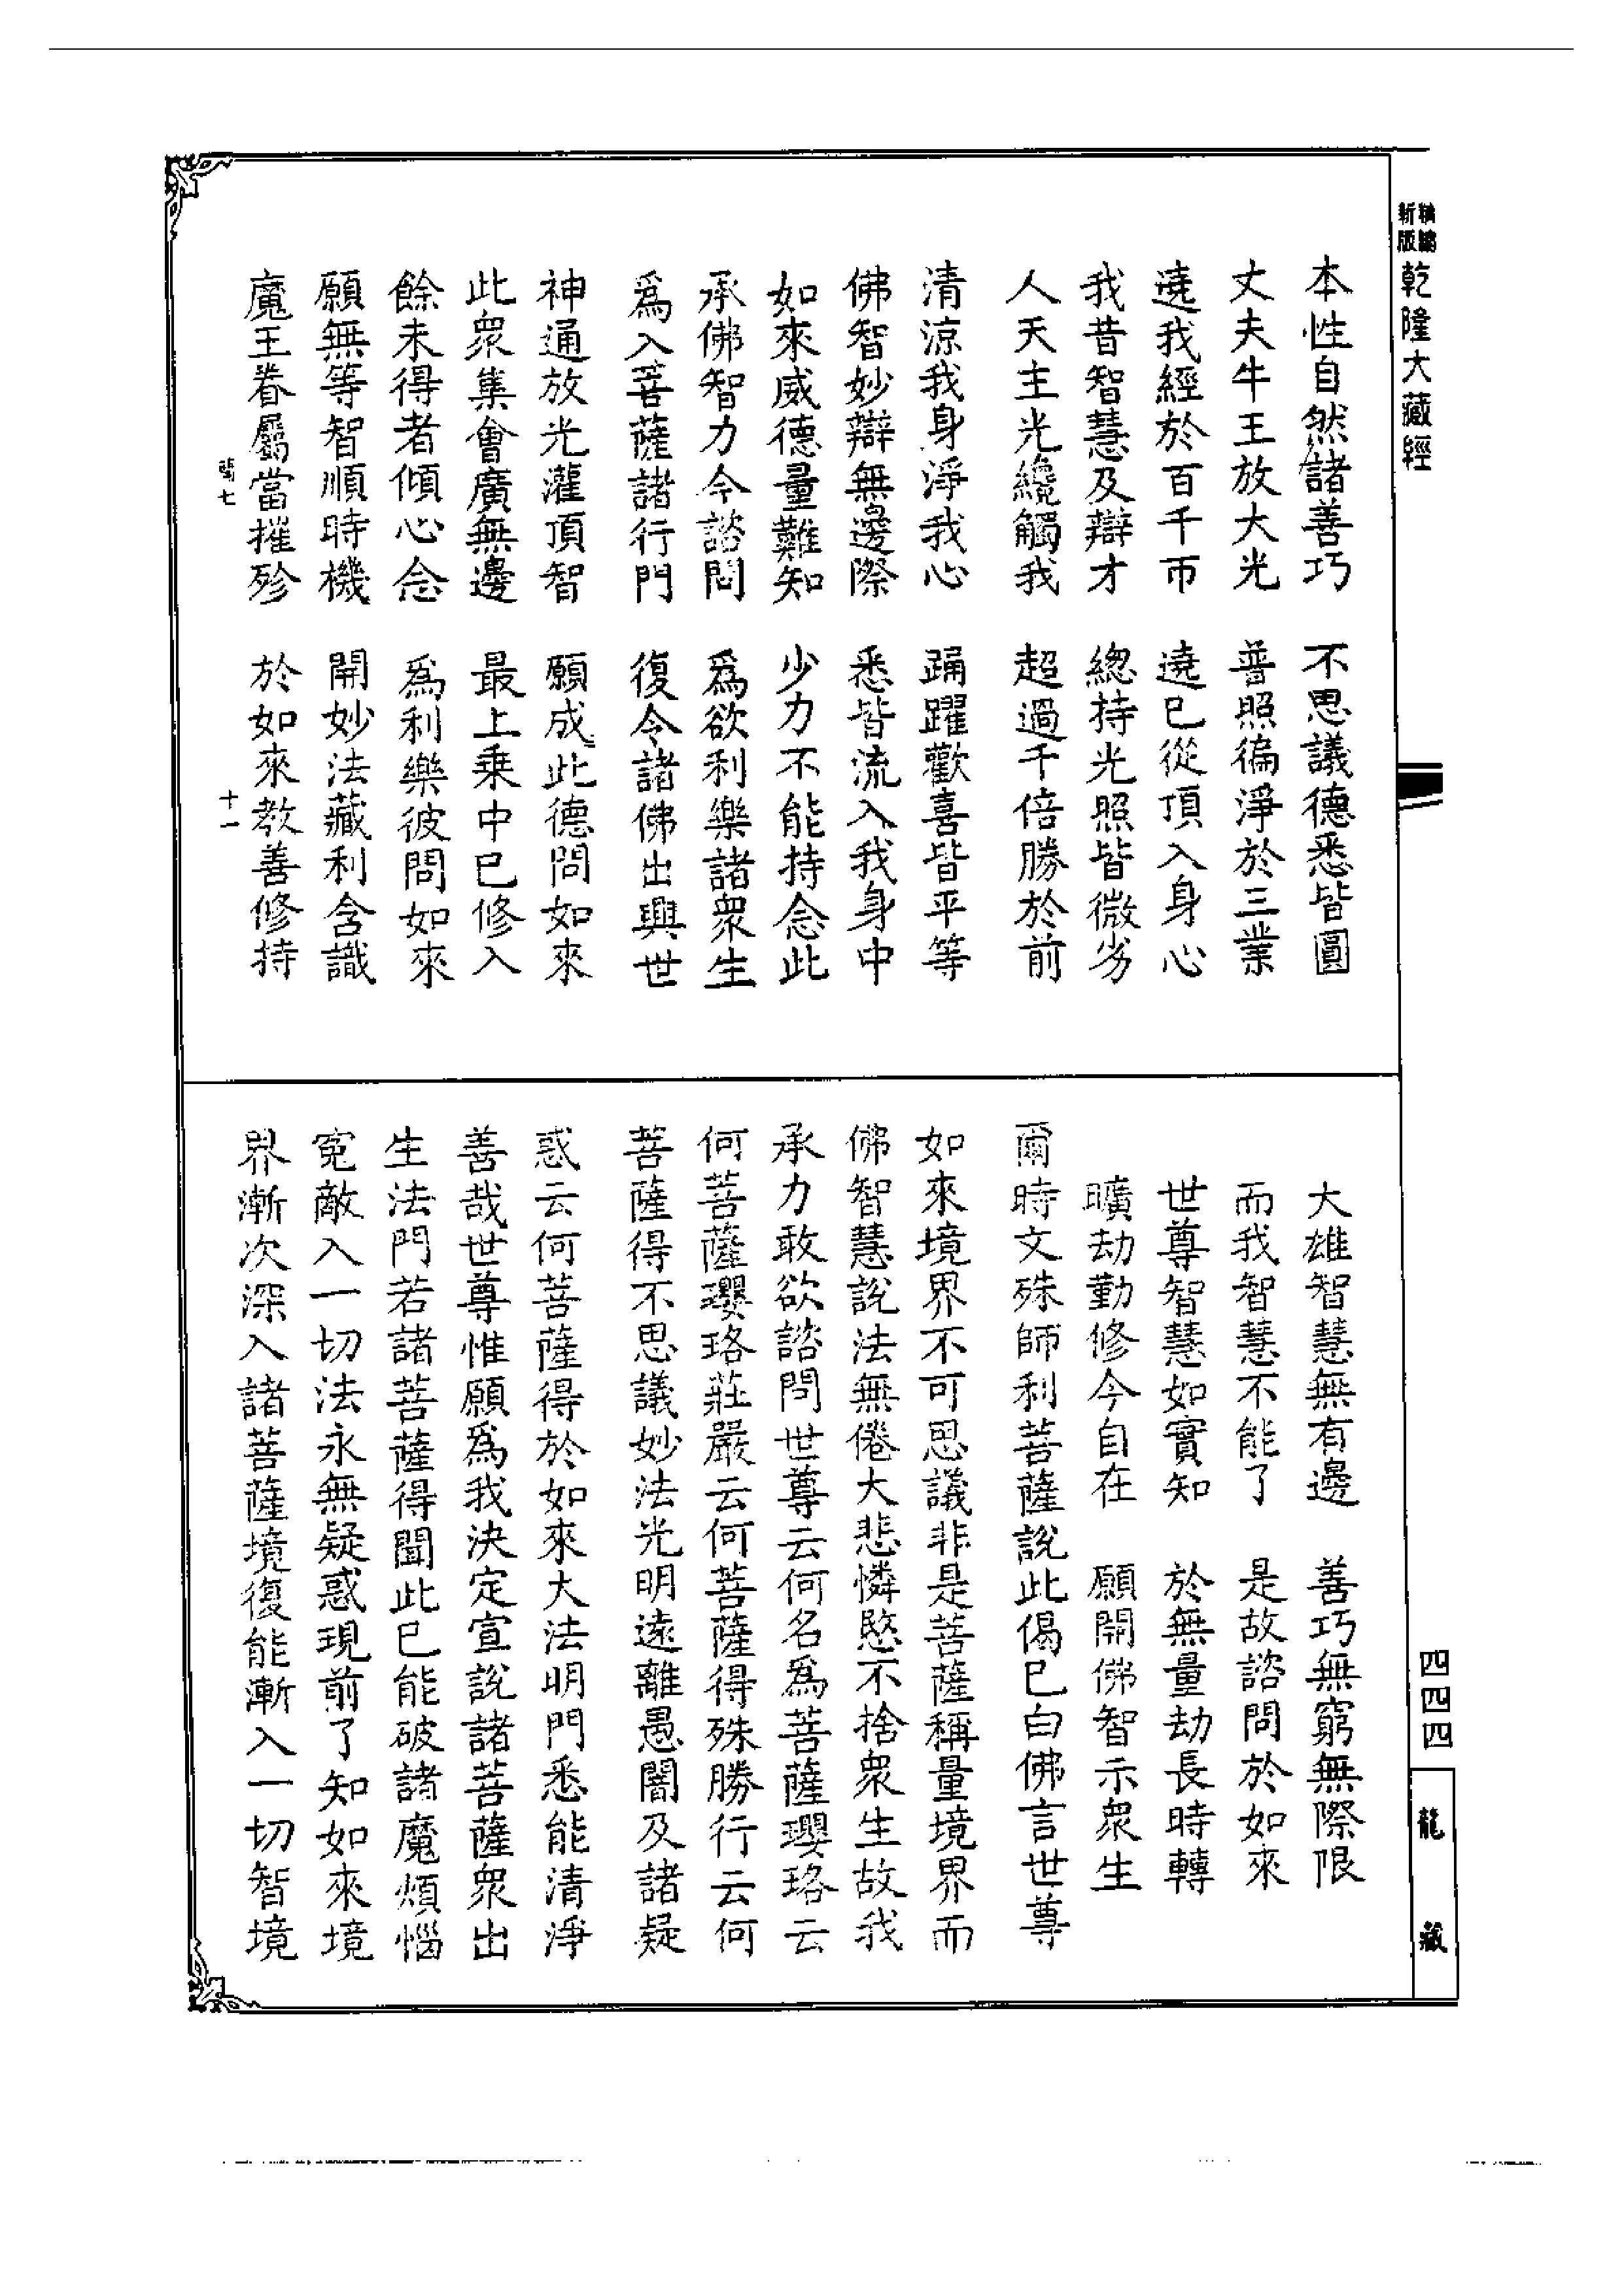 新版 精縮 乾隆大藏經
四四四
龍藏
本性自然諸善巧　不思議德悉皆圓
丈夫牛王放大光　普照徧淨於三業
遶我經於百千帀　遶已從頂入身心
我昔智慧及辯才　總持光照皆微劣
人天主光纔觸我　超過千倍勝於前
清涼我身淨我心　踊躍歡喜皆平等
佛智妙辯無邊際　悉皆流入我身中
如來威德量難知　少力不能持念此
承佛智力今諮問　爲欲利樂諸衆生
爲入菩薩諸行門　復令諸佛出興世
神通放光灌頂智　願成此德問如來
此衆集會廣無邊　最上乗中已修入
餘未得者傾心念　爲利樂彼問如來
願無等智順時機　開妙法藏利含識
魔王眷屬當摧殄　於如來教善修持
七　十一
大雄智慧無有邊　善巧無窮無際限
而我智慧不能了　是故諮問於如來
世尊智慧如實知　於無量劫長時轉
曠劫勤修今自在　願開佛智示衆生
爾時文殊師利菩薩說此偈已白佛言世尊
如來境界不可思議非是菩薩稱量境界而
佛智慧說法無倦大悲憐愍不捨衆生故我
承力敢欲諮問世尊云何名爲菩薩瓔珞云
何菩薩瓔珞莊嚴云何菩薩得殊勝行云何
菩薩得不思議妙法光明遠離愚闇及諸疑
惑云何菩薩得於如來大法明門悉能清淨
善哉世尊惟願爲我決定宣說諸菩薩衆出
生法門若諸菩薩得聞此已能破諸魔煩惱
冤敵入一切法永無疑惑現前了知如來境
界漸次深入諸菩薩境復能漸入一切智境